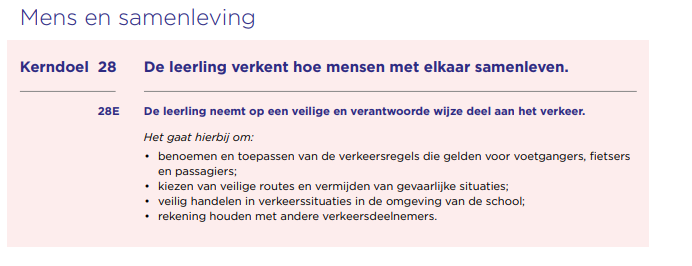 Mens en samenleving
Kerndoel 28 De leerling verkent hoe mensen met elkaar samenleven.
28E De leerling neemt op een veilige en verantwoorde wijze deel aan het verkeer.
Het gaat hierbij om:
• benoemen en toepassen van de verkeersregels die gelden voor voetgangers, fietsers
en passagiers;
• kiezen van veilige routes en vermijden van gevaarlijke situaties;
• veilig handelen in verkeerssituaties in de omgeving van de school;
• rekening houden met andere verkeersdeelnemers.